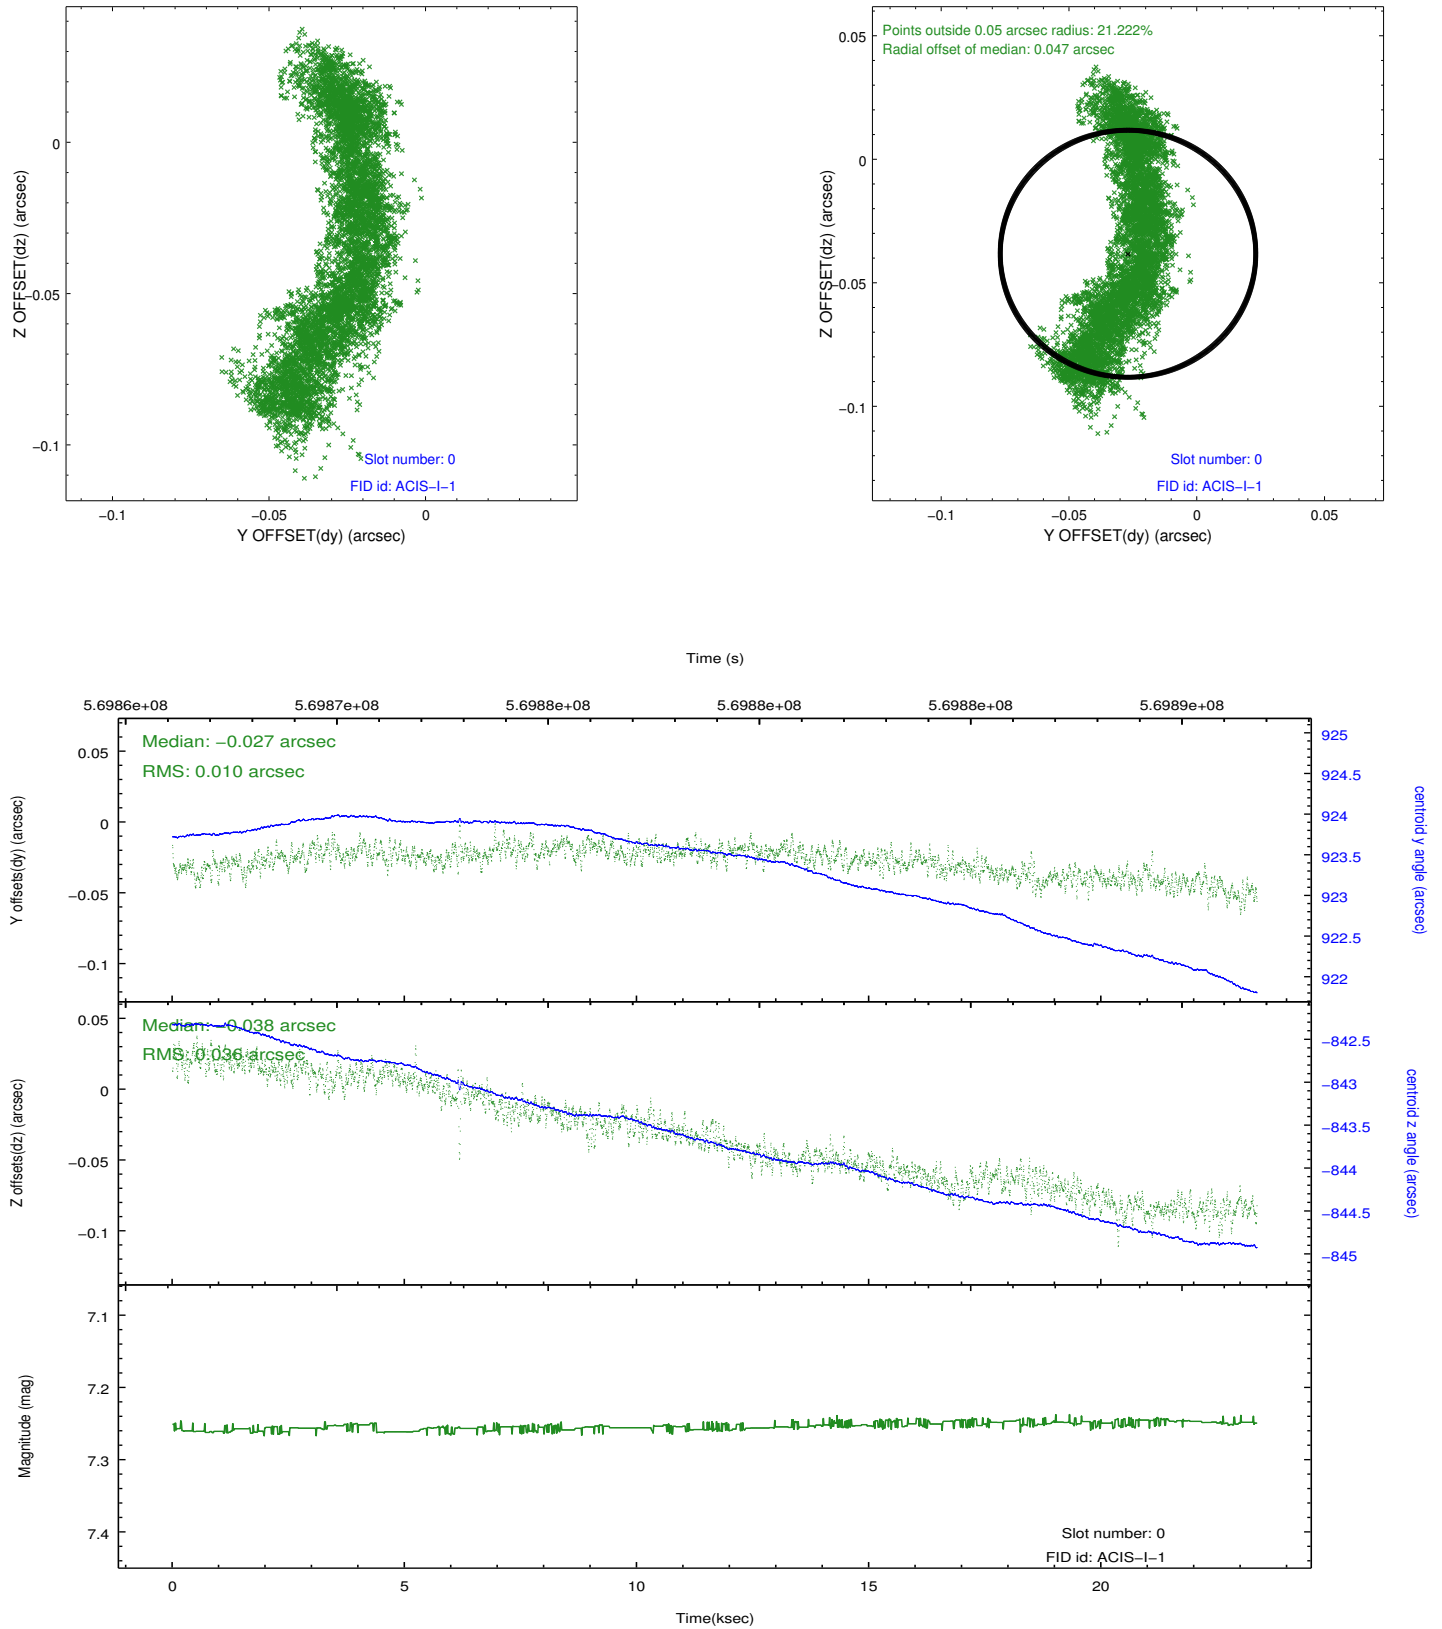 0
−0.05
−0.1
Z OFFSET(dz) (arcsec)
Slot number: 0
FID id: ACIS−I−1
−0.1
−0.05
0
Y OFFSET(dy) (arcsec)
Points outside 0.05 arcsec radius: 21.222%
Radial offset of median: 0.047 arcsec
0.05
0
−0.05
−0.1
Z OFFSET(dz) (arcsec)
Slot number: 0
FID id: ACIS−I−1
−0.1
−0.05
0
0.05
Y OFFSET(dy) (arcsec)
Time (s)
5.6986e+08
5.6987e+08
5.6988e+08
5.6988e+08
5.6988e+08
5.6989e+08
Median: −0.027 arcsec
RMS: 0.010 arcsec
0.05
0
−0.05
−0.1
Y offsets(dy) (arcsec)
925
924.5
924
923.5
923
922.5
922
centroid y angle (arcsec)
Median: −0.038 arcsec
RMS: 0.036 arcsec
0.05
0
−0.05
−0.1
Z offsets(dz) (arcsec)
−842.5
−843
−843.5
−844
−844.5
−845
centroid z angle (arcsec)
7.1
7.2
7.3
7.4
Magnitude (mag)
Slot number: 0
FID id: ACIS−I−1
0
5
10
15
20
Time(ksec)